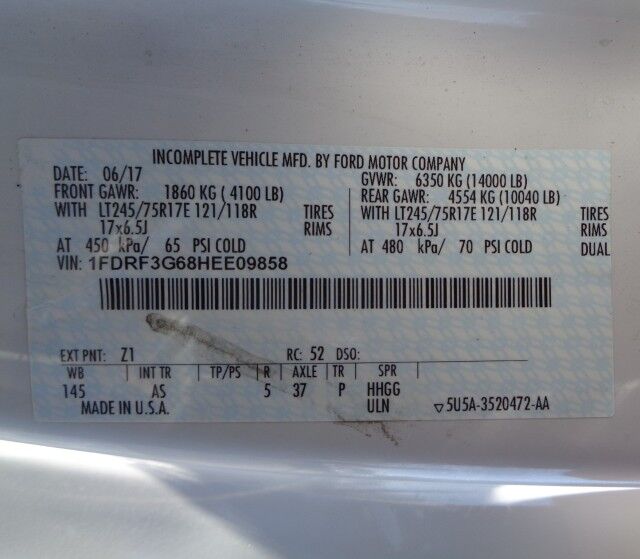 INCOMPLETE VEHICLE MFD. BY FORD MOTOR COMPANY
DATE: 06/17 GVWR: 6350 KG (14000 LB)
FRONT GAWR: 1860 KG ( 4100 LB) REAR GAWR: 4554 KG (10040 LB)
WITH LT245/75R17E 121/118R TIRES WITH LT245/75R17E 121/118R TIRES
17x6.5J RIMS 17x6.5J RIMS
AT 450 kPa/ 65 PSI COLD AT 480 kPa/ 70 PSI COLD DUAL
VIN: 1FDRF3G68HEE09858
EXT PNT: Z1 RC: 52 DSO:
WB INT TR TP/PS R AXLE TR SPR
145 AS 5 37 P HHGG
MADE IN U.S.A. ULN ▽5U5A-3520472-AA